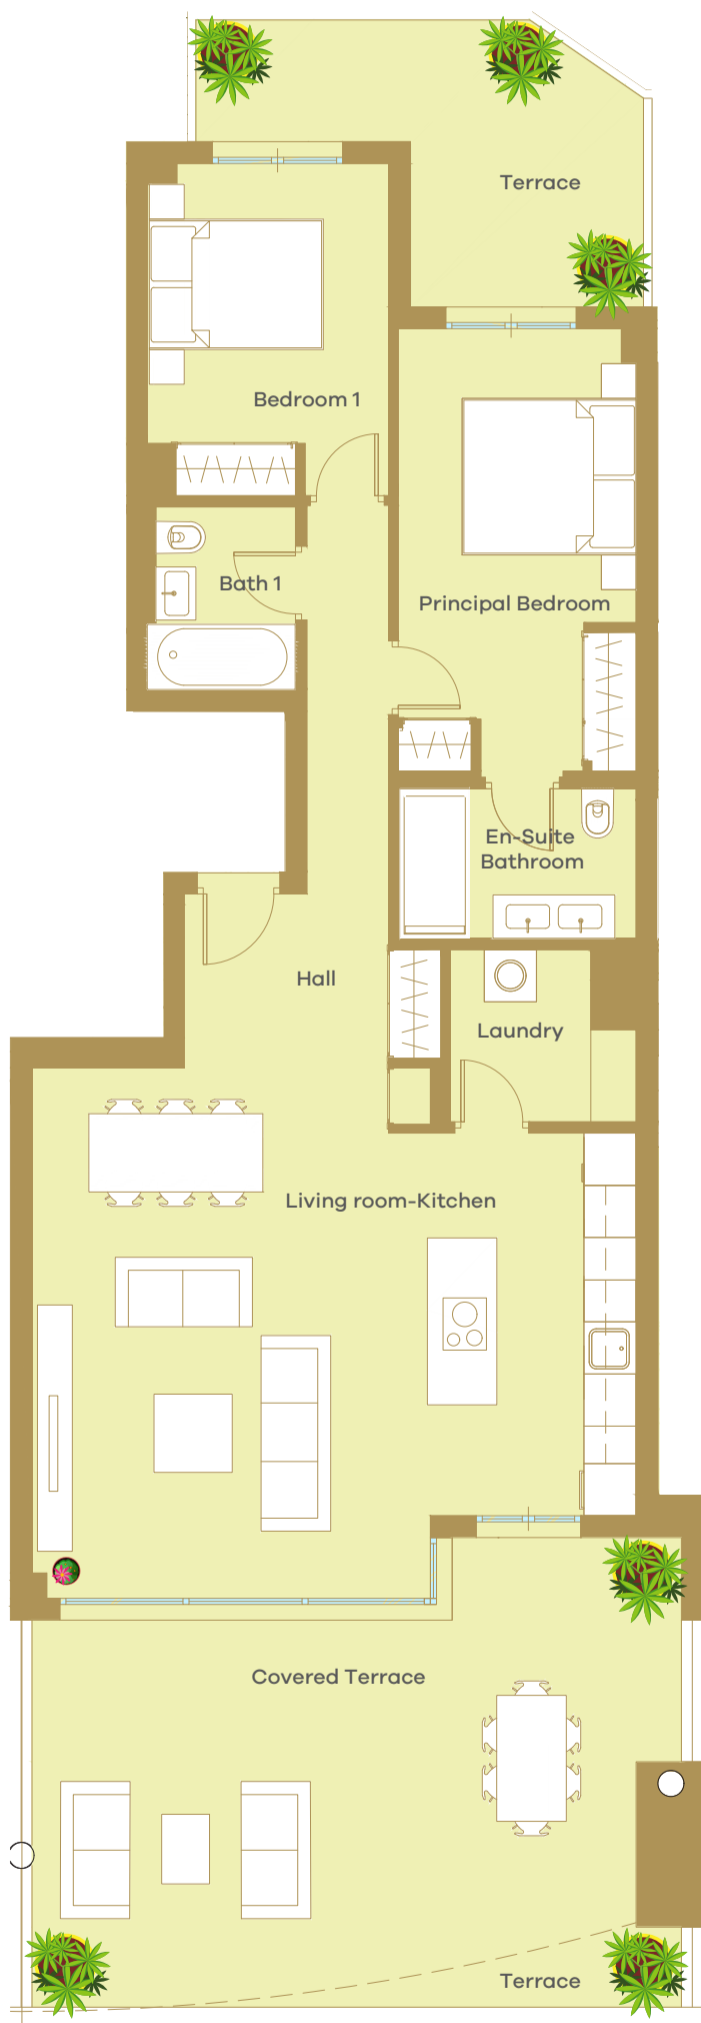 Terrace
Bedroom 1
Bath 1
Principal Bedroom
En-Suite
Bathroom
Hall
Laundry
Living room-Kitchen
Covered Terrace
Terrace